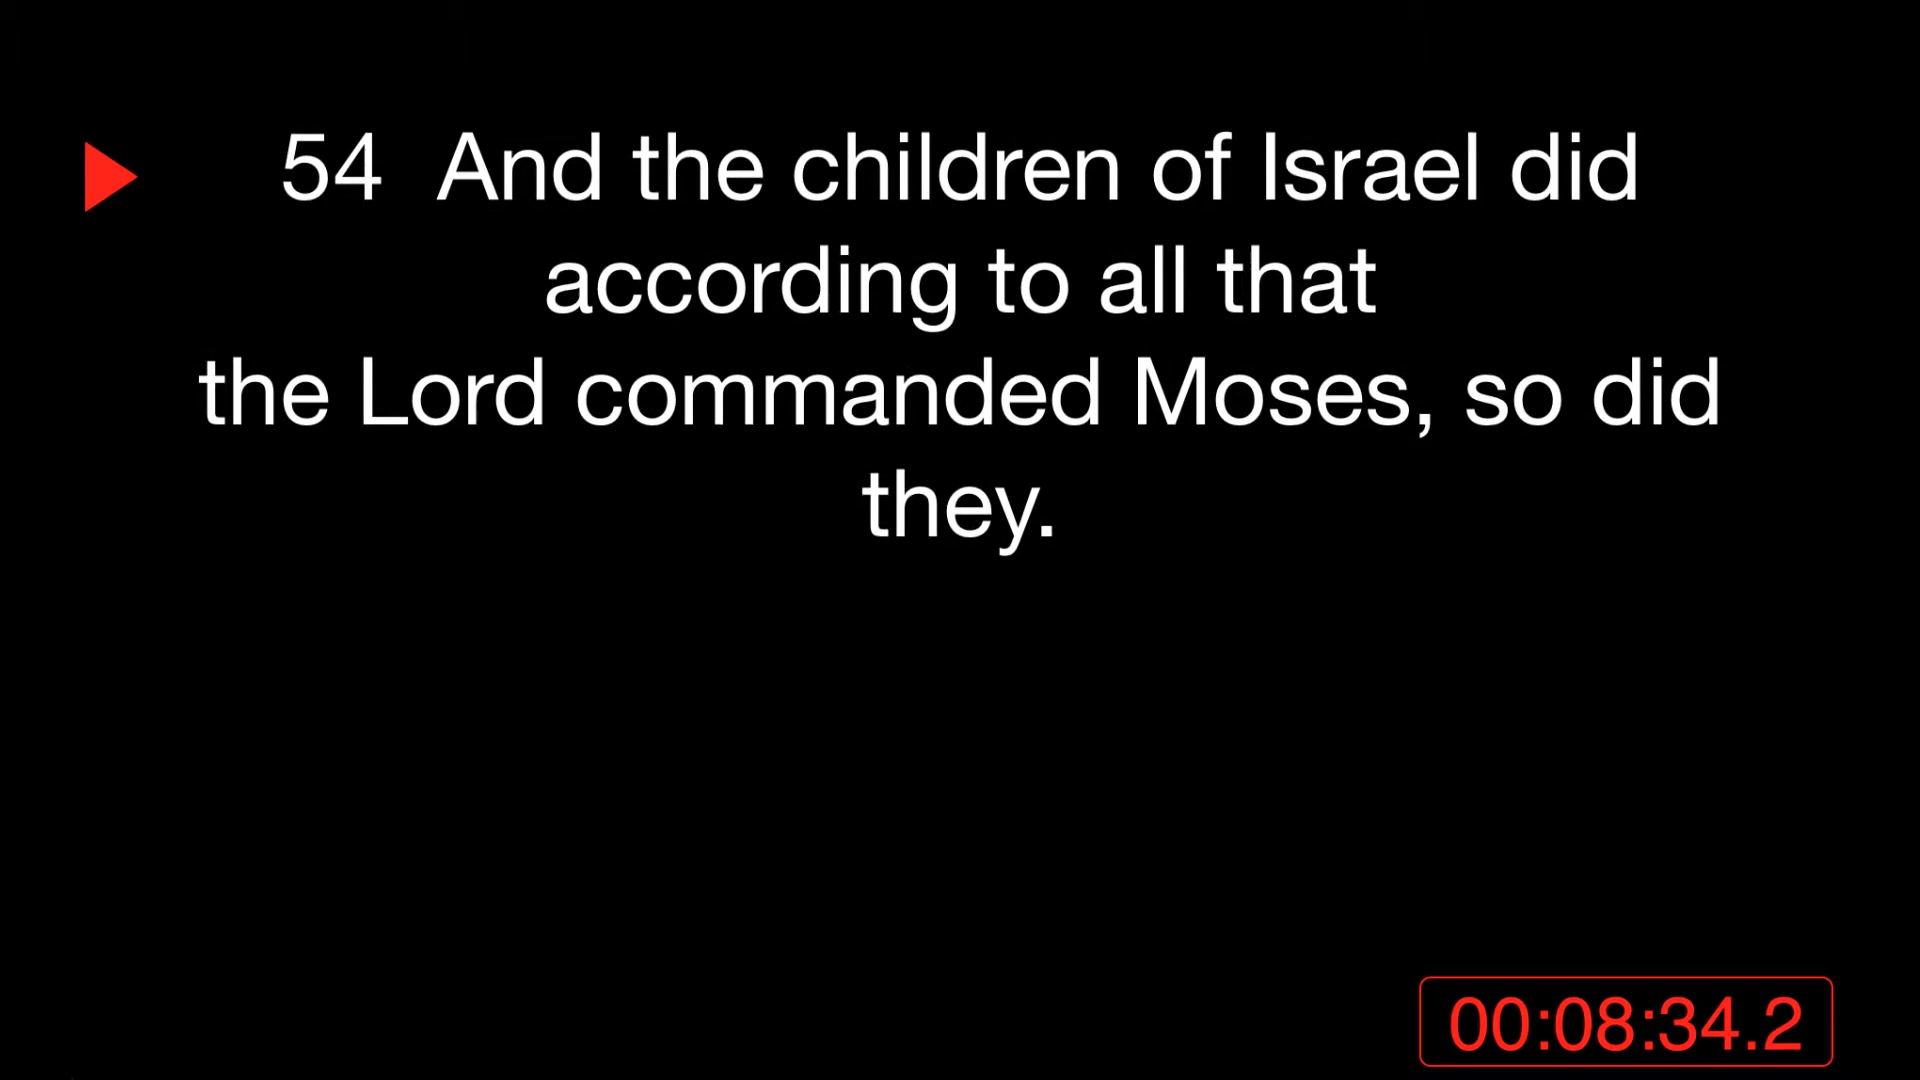 54  And the children of Israel did
according to all that
the Lord commanded Moses, so did
they.
00:08:34.2